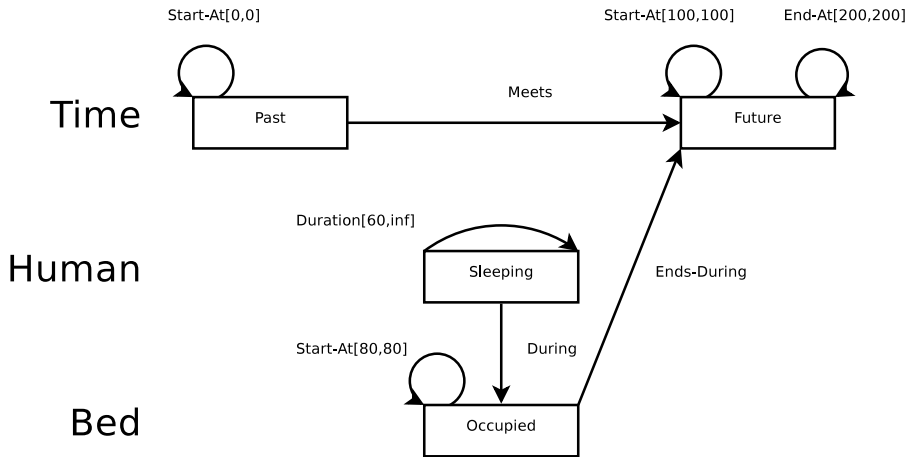 Start-At[0,0]
Start-At[100,100]
End-At[200,200]
Time
Past
Meets
Future
Human
Duration[60,inf]
Sleeping
Ends-During
During
Start-At[80,80]
Bed
Occupied